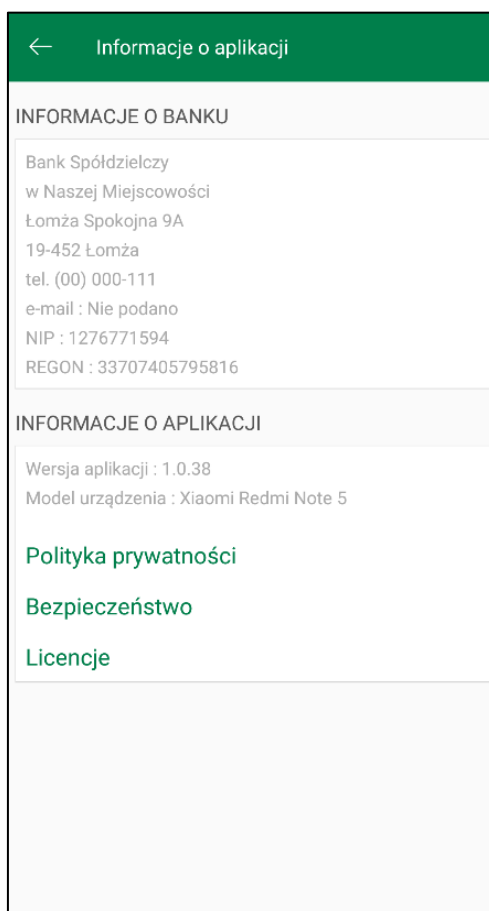 Informacje o aplikacji
INFORMACJE O BANKU
Bank Spółdzielczy
w Naszej Miejscowości
Łomża Spokojna 9A
19-452 Łomża
tel. (00) 000-111
e-mail : Nie podano
NIP : 1276771594
REGON : 33707405795816
INFORMACJE O APLIKACJI
Wersja aplikacji : 1.0.38
Model urządzenia : Xiaomi Redmi Note 5
Polityka prywatności
Bezpieczeństwo
Licencje